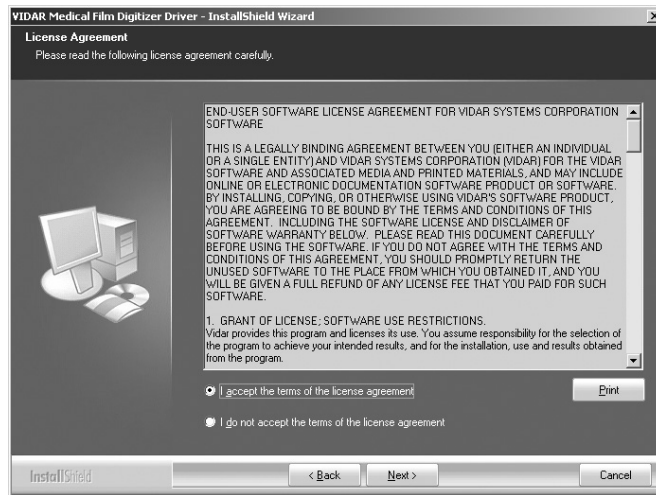 VIDAR Medical Film Digitizer Driver - InstallShield Wizard
License Agreement
Please read the following license agreement carefully.
END-USER SOFTWARE LICENSE AGREEMENT FOR VIDAR SYSTEMS CORPORATION
SOFTWARE
THIS IS A LEGALLY BINDING AGREEMENT BETWEEN YOU (EITHER AN INDIVIDUAL
OR A SINGLE ENTITY) AND VIDAR SYSTEMS CORPORATION (VIDAR) FOR THE VIDAR
SOFTWARE AND ASSOCIATED MEDIA AND PRINTED MATERIALS, AND MAY INCLUDE
ONLINE OR ELECTRONIC DOCUMENTATION SOFTWARE PRODUCT OR SOFTWARE.
BY INSTALLING, COPYING, OR OTHERWISE USING VIDAR'S SOFTWARE PRODUCT,
YOU ARE AGREEING TO BE BOUND BY THE TERMS AND CONDITIONS OF THIS
AGREEMENT. INCLUDING THE SOFTWARE LICENSE AND DISCLAIMER OF
SOFTWARE WARRANTY BELOW. PLEASE READ THIS DOCUMENT CAREFULLY
BEFORE USING THE SOFTWARE. IF YOU DO NOT AGREE WITH THE TERMS AND
CONDITIONS OF THIS AGREEMENT, YOU SHOULD PROMPTLY RETURN THE
UNUSED SOFTWARE TO THE PLACE FROM WHICH YOU OBTAINED IT, AND YOU
WILL BE GIVEN A FULL REFUND OF ANY LICENSE FEE THAT YOU PAID FOR SUCH
SOFTWARE.
1. GRANT OF LICENSE; SOFTWARE USE RESTRICTIONS.
Vidar provides this program and licenses its use. You assume responsibility for the selection of
the program to achieve your intended results, and for the installation, use and results obtained
from the program.
I accept the terms of the license agreement
Print
I do not accept the terms of the license agreement
InstallShield
< Back
Next >
Cancel